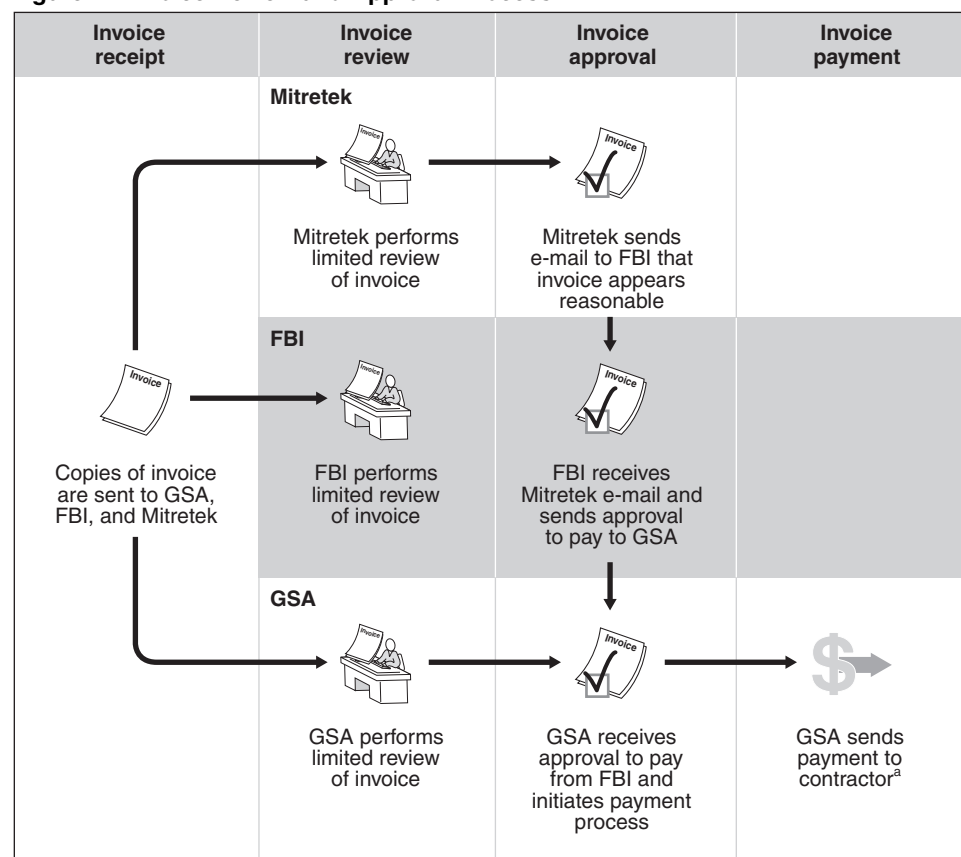 Invoice
receipt
Invoice
review
Invoice
approval
Invoice
payment
Mitretek
Invoice
Invoice
Mitretek performs
limited review
of invoice
Mitretek sends
e-mail to FBI that
invoice appears
reasonable
FBI
Invoice
Invoice
Invoice
Copies of invoice
are sent to GSA,
FBI, and Mitretek
FBI performs
limited review
of invoice
FBI receives
Mitretek e-mail and
sends approval
to pay to GSA
GSA
Invoice
Invoice
$
GSA performs
limited review
of invoice
GSA receives
approval to pay
from FBI and
initiates payment
process
GSA sends
payment to
contractorᵃ